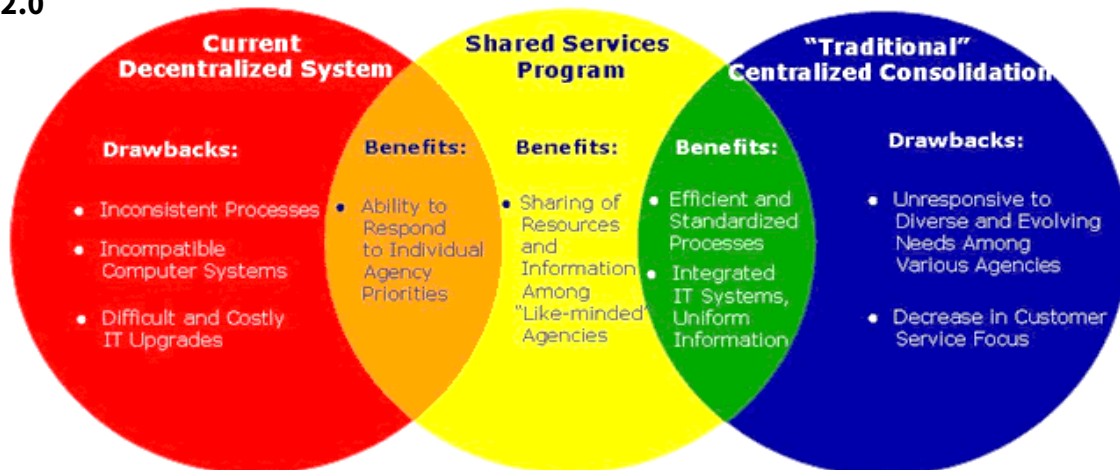 2.0
Current
Decentralized System
Drawbacks:
• Inconsistent Processes
• Incompatible
Computer Systems
• Difficult and Costly
IT Upgrades
Benefits:
• Ability to
Respond
to Individual
Agency
Priorities
Shared Services
Program
Benefits:
• Sharing of
Resources
and
Information
Among
"Like-minded"
Agencies
Benefits:
• Efficient and
Standardized
Processes
• Integrated
IT Systems,
Uniform
Information
"Traditional"
Centralized Consolidation
Drawbacks:
• Unresponsive to
Diverse and Evolving
Needs Among
Various Agencies
• Decrease in Customer
Service Focus